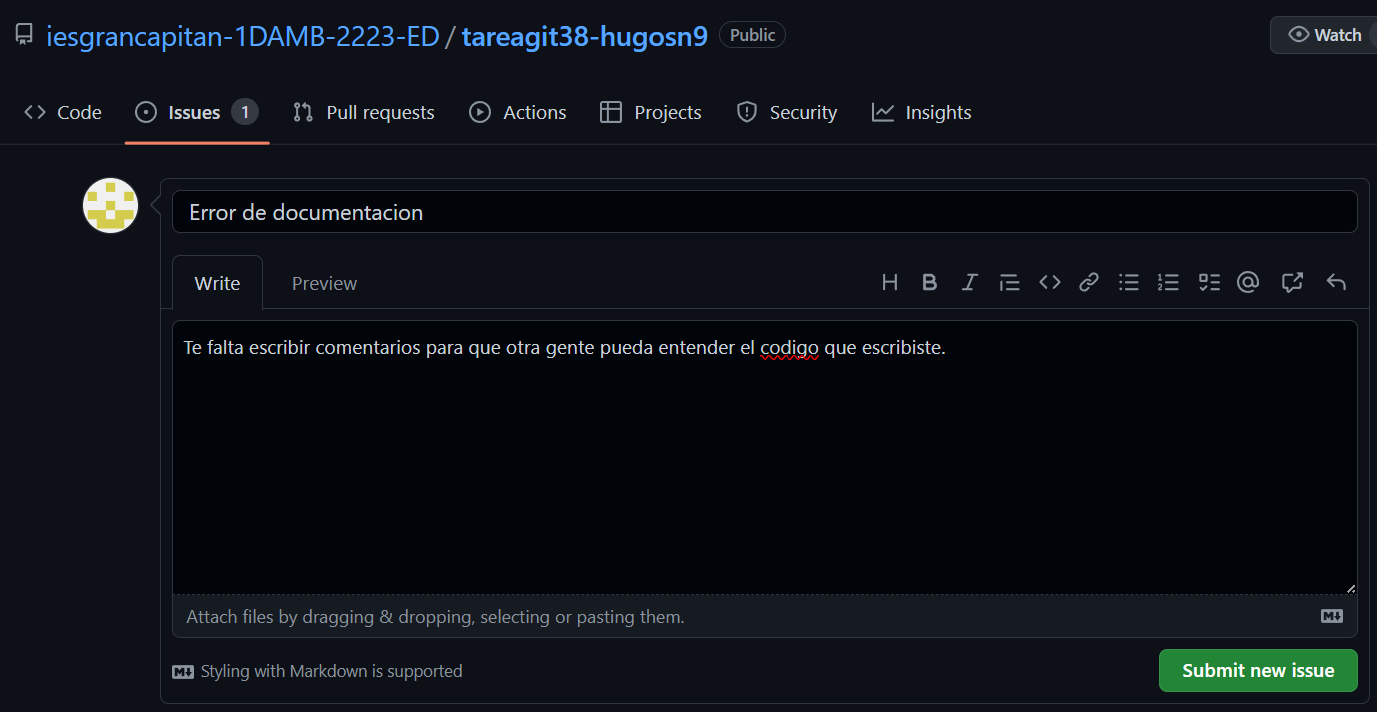 iesgrancapitan-1DAMB-2223-ED / tareagit38-hugosn9 Public Watch
Code Issues 1 Pull requests Actions Projects Security Insights
Error de documentacion
Write Preview
Te falta escribir comentarios para que otra gente pueda entender el codigo que escribiste.
Attach files by dragging & dropping, selecting or pasting them.
Styling with Markdown is supported
Submit new issue